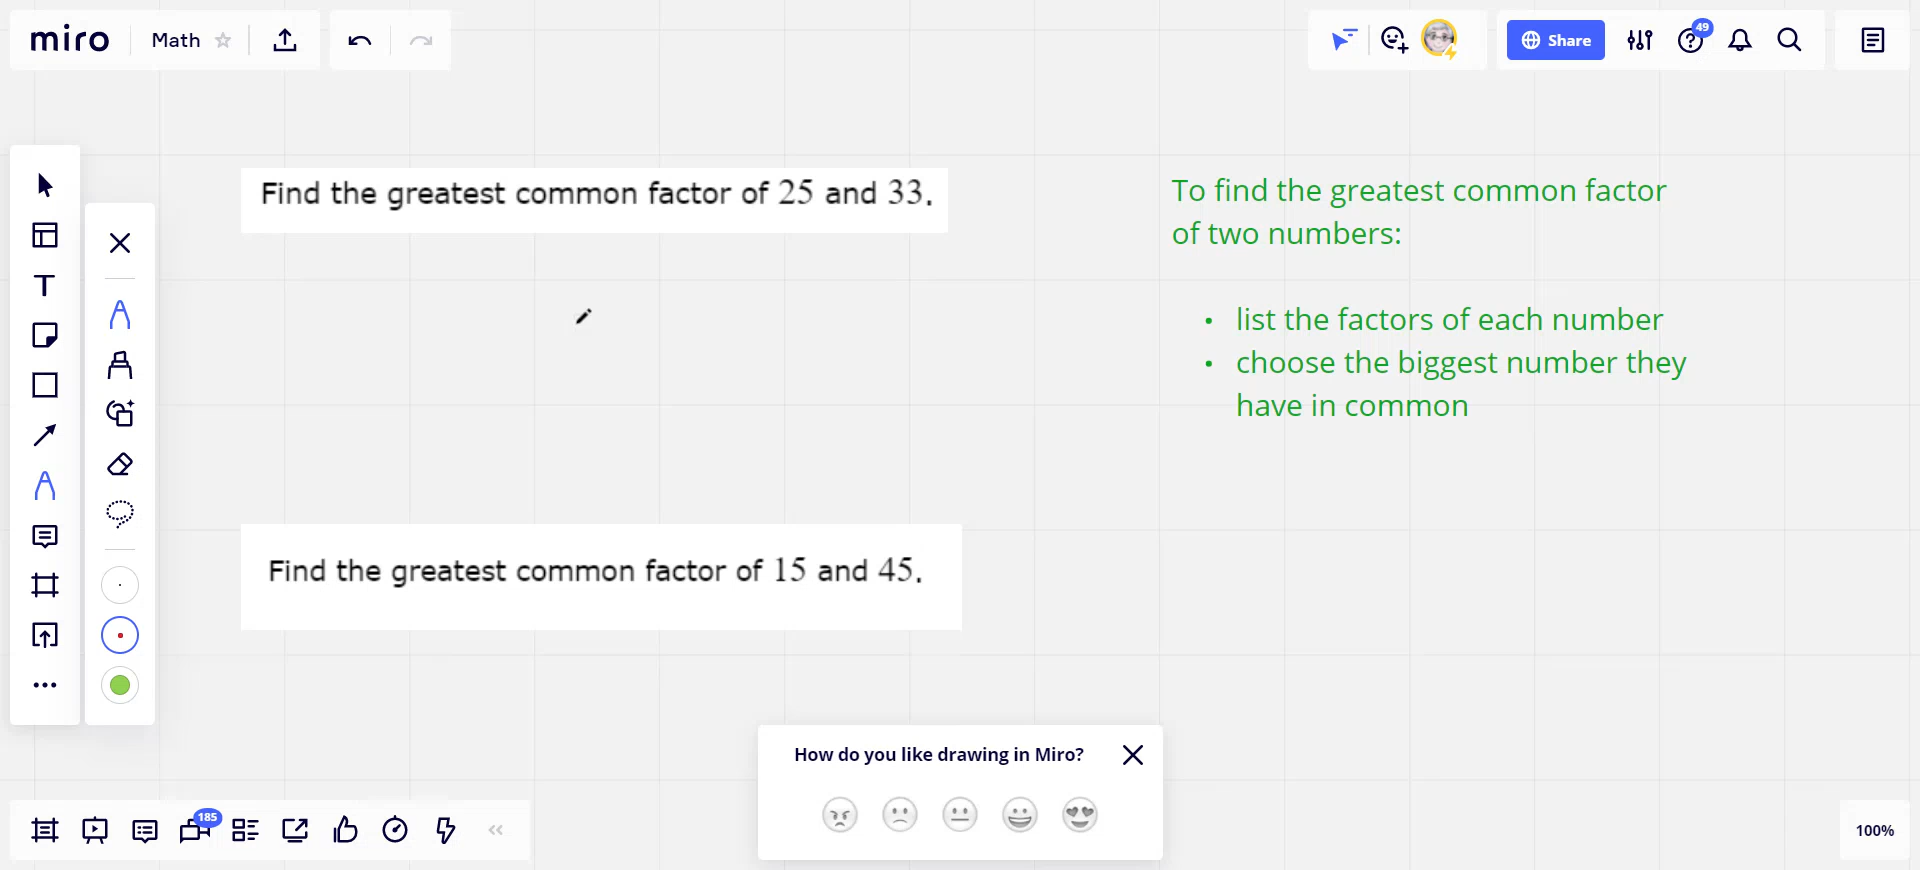 miro
Math
49
Share
Find the greatest common factor of 25 and 33.
To find the greatest common factor
of two numbers:
• list the factors of each number
• choose the biggest number they
have in common
T
Find the greatest common factor of 15 and 45.
How do you like drawing in Miro?
185
100%